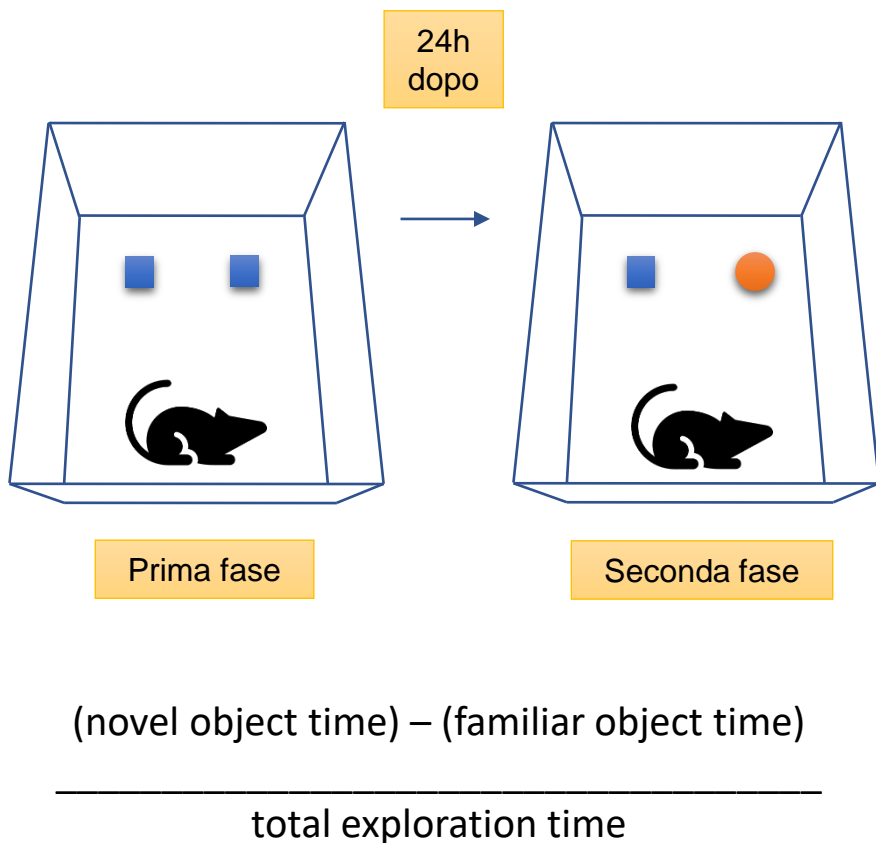 24h
dopo
Prima fase
Seconda fase
(novel object time) – (familiar object time)
total exploration time